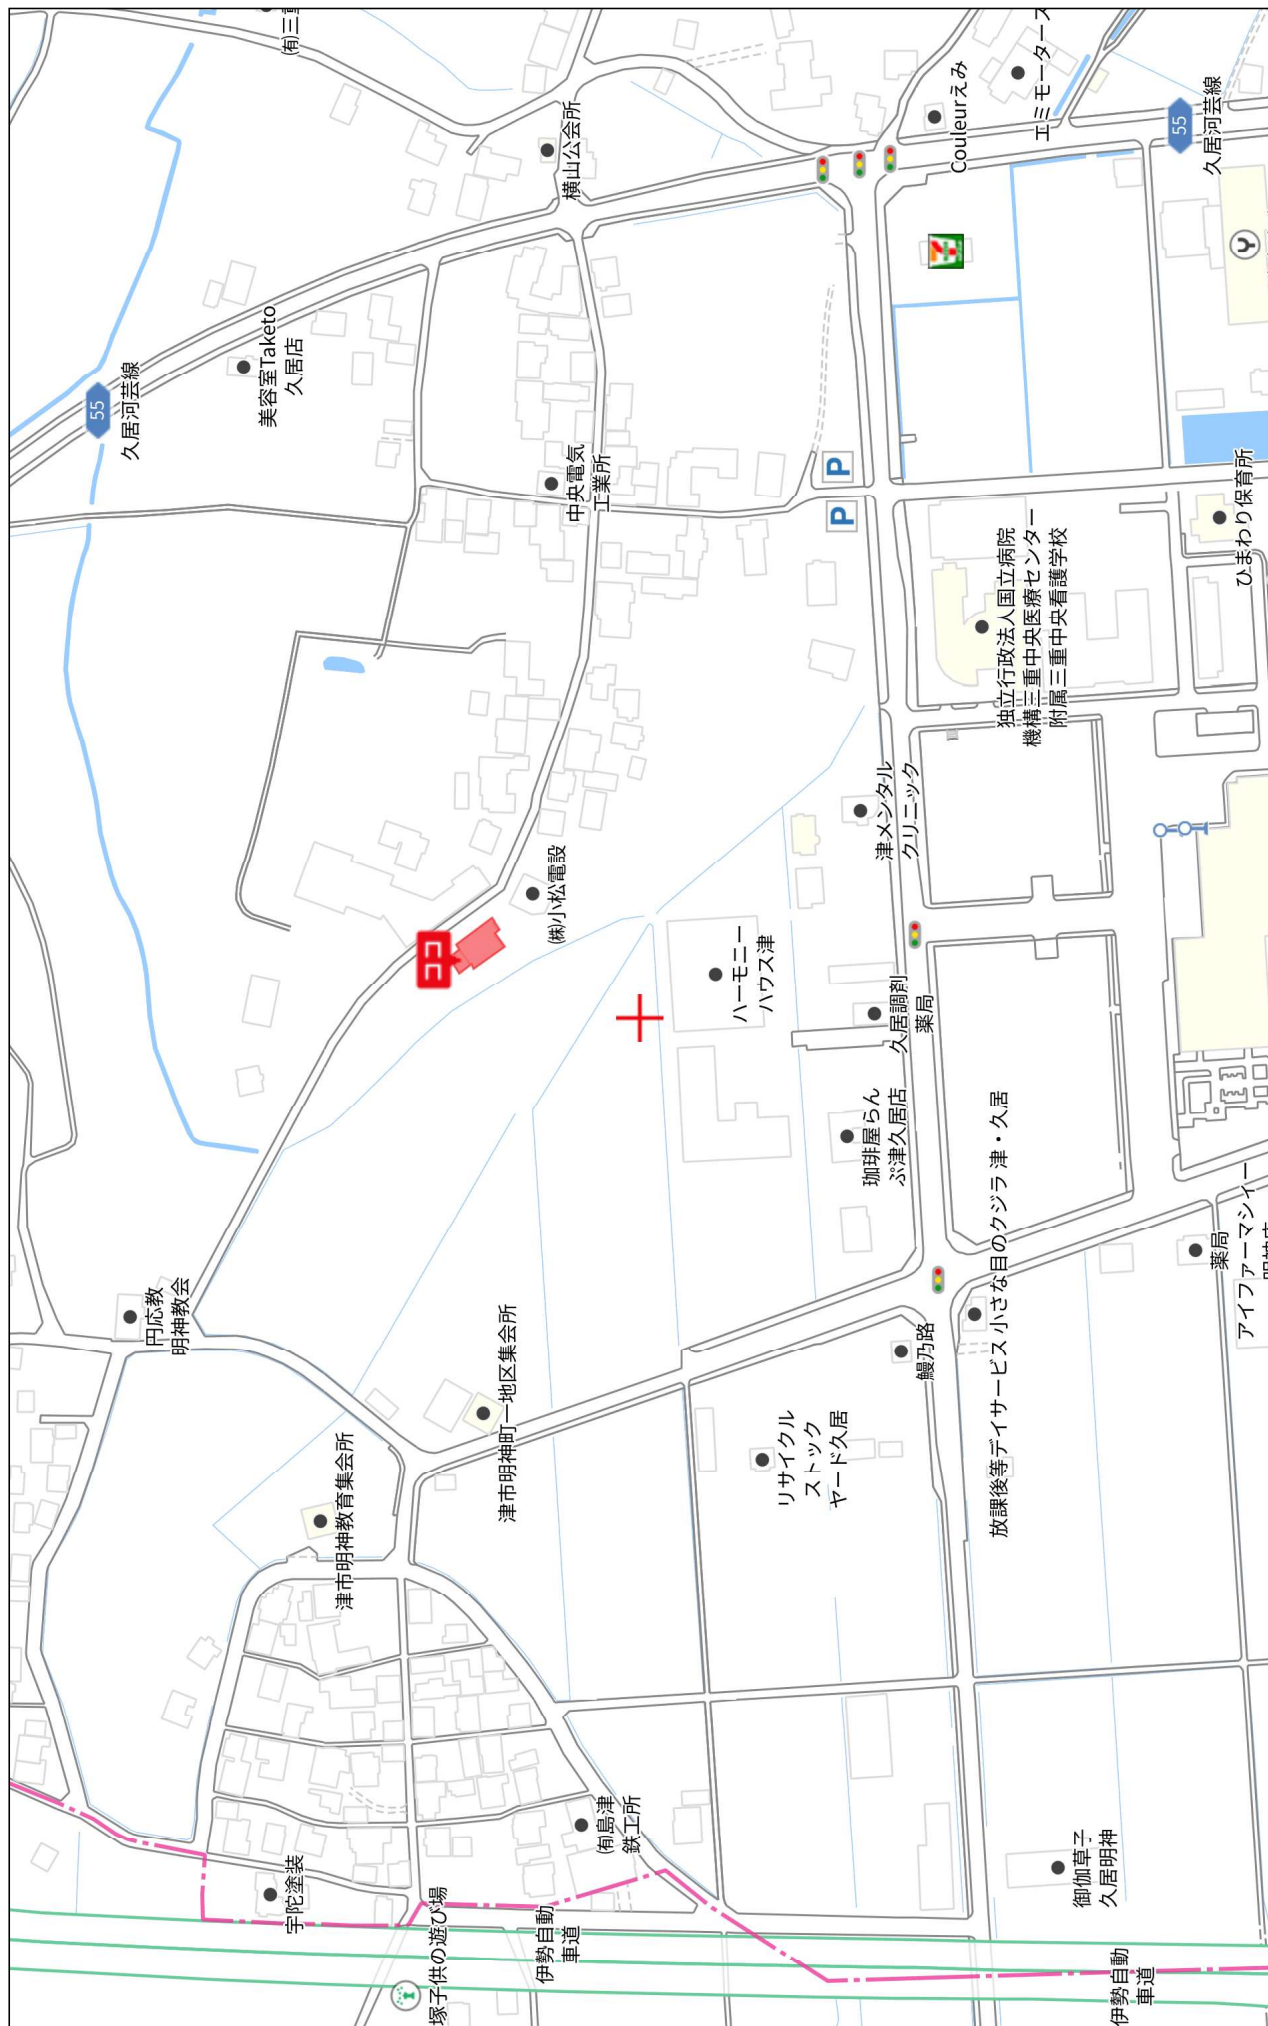 ㈲三重
55
久居河芸線
美容室Taketo
久居店
横山公会所
中央電気
工業所
Couleurえみ
エミモータース
55
久居河芸線
P
P
ココ
㈱小松電設
独立行政法人国立病院
機構三重中央医療センター
附属三重中央看護学校
ひまわり保育所
津メンタル
クリニック
ハーモニー
ハウス津
久居調剤
薬局
珈琲屋らん
ぷ津久居店
円応教
明神教会
津市明神町一地区集会所
津市明神教育集会所
放課後等デイサービス 小さな目のクジラ 津・久居
鰻乃路
薬局
アイファーマシィー
リサイクル
ストック
ヤード久居
㈲島津
鉄工所
宇陀塗装
塚子供の遊び場
伊勢自動
車道
御伽草子
久居明神
伊勢自動
車道